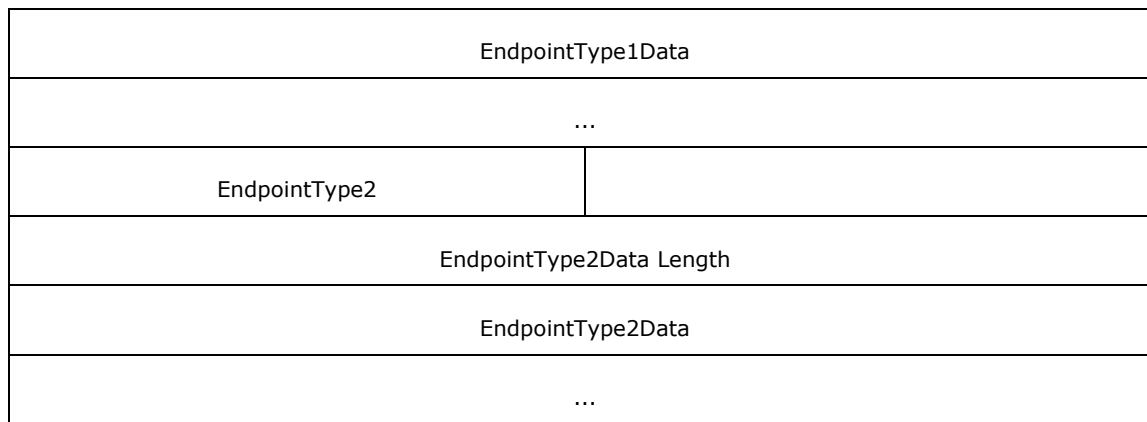 EndpointType1Data
...
EndpointType2
EndpointType2Data Length
EndpointType2Data
...